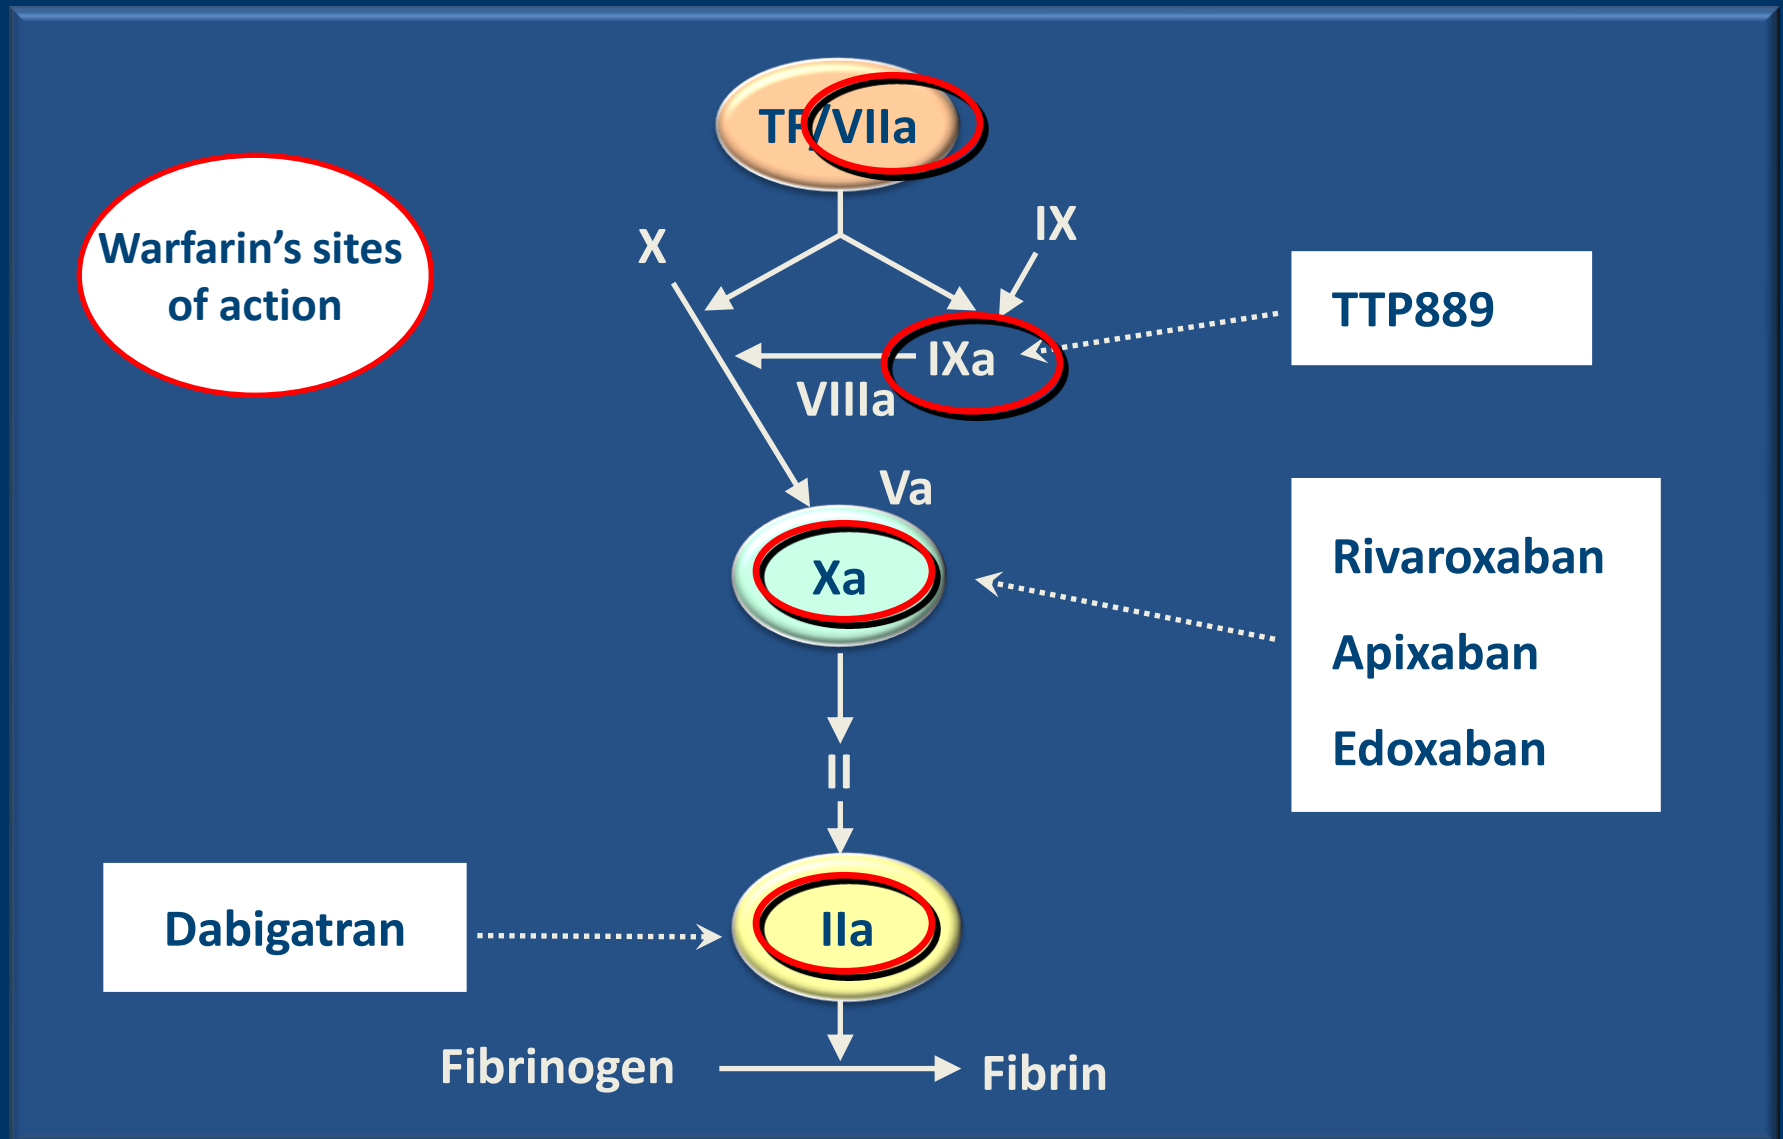 TF/VIIa
Warfarin’s sites
of action
X
IX
TTP889
IXa
VIIIa
Va
Xa
Rivaroxaban
Apixaban
Edoxaban
II
Dabigatran
IIa
Fibrinogen
Fibrin